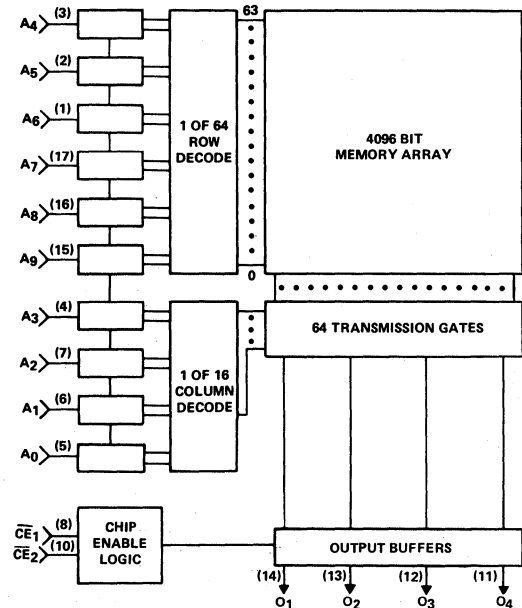 A4 (3)
A5 (2)
A6 (1)
A7 (17)
A8 (16)
A9 (15)
1 OF 64
ROW
DECODE
63
0
4096 BIT
MEMORY ARRAY
A3 (4)
A2 (7)
A1 (6)
A0 (5)
1 OF 16
COLUMN
DECODE
64 TRANSMISSION GATES
C̅E̅1 (8)
C̅E̅2 (10)
CHIP
ENABLE
LOGIC
OUTPUT BUFFERS
(14) (13) (12) (11)
O1 O2 O3 O4